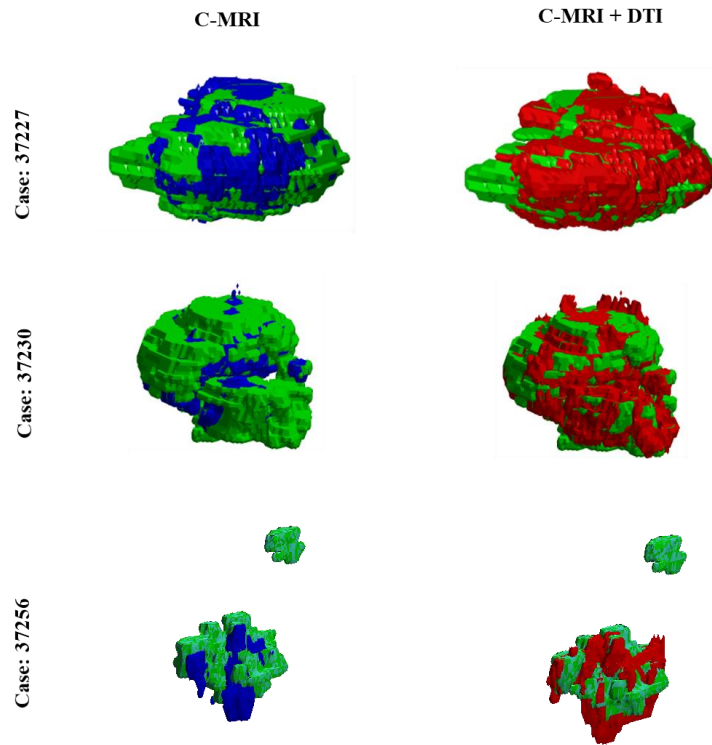 C-MRI
C-MRI + DTI
Case: 37227
Case: 37230
Case: 37256